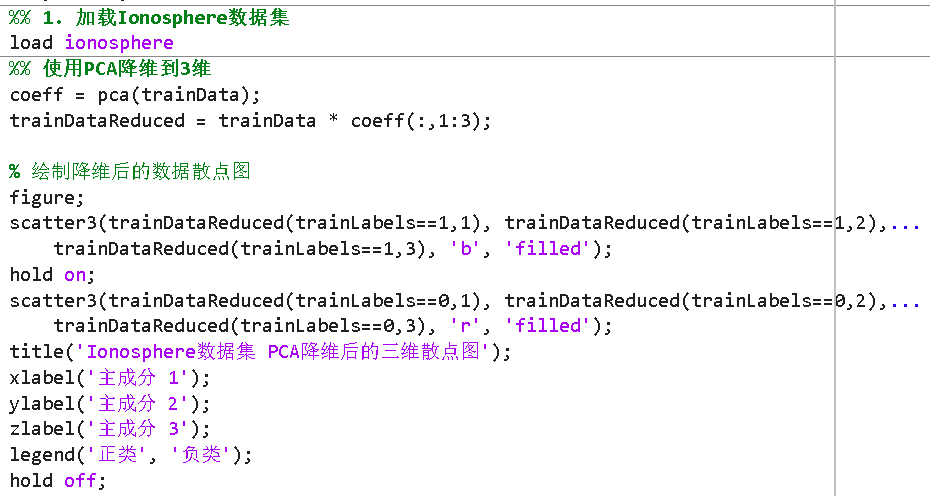 %% 1. 加载Ionosphere数据集
load ionosphere
%% 使用PCA降维到3维
coeff = pca(trainData);
trainDataReduced = trainData * coeff(:,1:3);
% 绘制降维后的数据散点图
figure;
scatter3(trainDataReduced(trainLabels==1,1), trainDataReduced(trainLabels==1,2),...
    trainDataReduced(trainLabels==1,3), 'b', 'filled');
hold on;
scatter3(trainDataReduced(trainLabels==0,1), trainDataReduced(trainLabels==0,2),...
    trainDataReduced(trainLabels==0,3), 'r', 'filled');
title('Ionosphere数据集 PCA降维后的三维散点图');
xlabel('主成分 1');
ylabel('主成分 2');
zlabel('主成分 3');
legend('正类', '负类');
hold off;